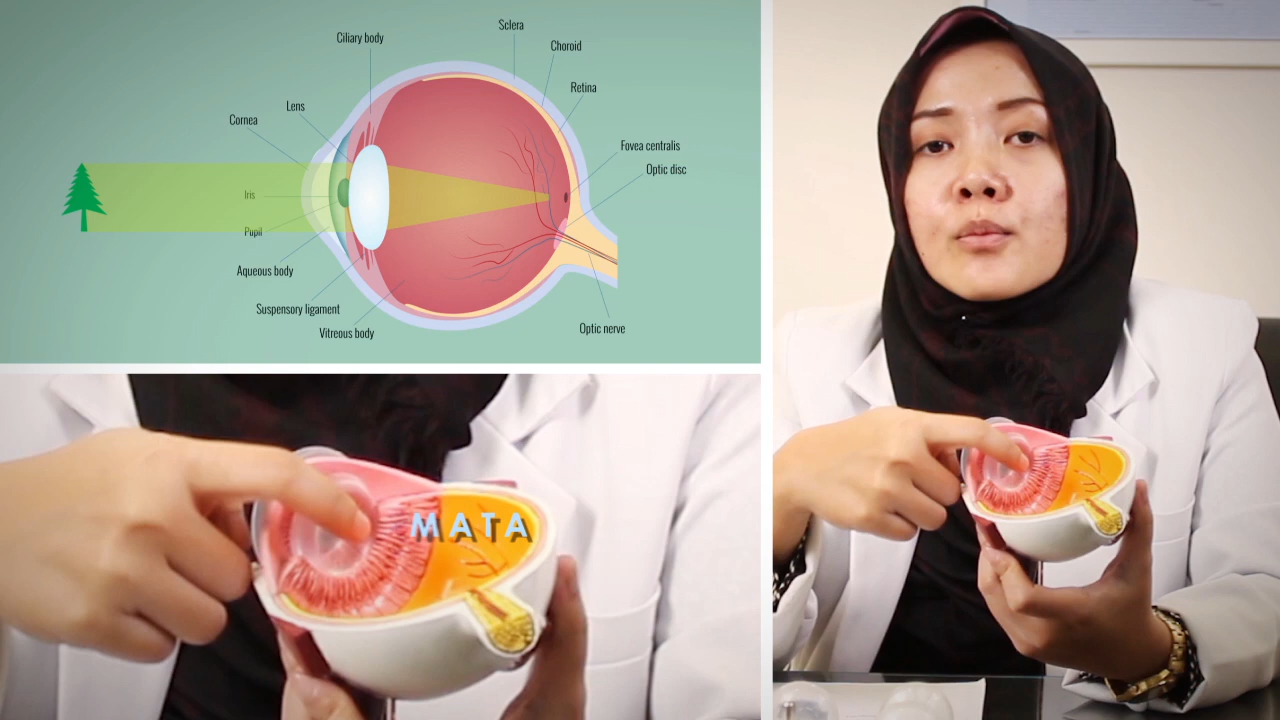 Sclera
Ciliary body
Choroid
Retina
Lens
Cornea
Fovea centralis
Optic disc
Iris
Pupil
Aqueous body
Suspensory ligament
Vitreous body
Optic nerve
MATA